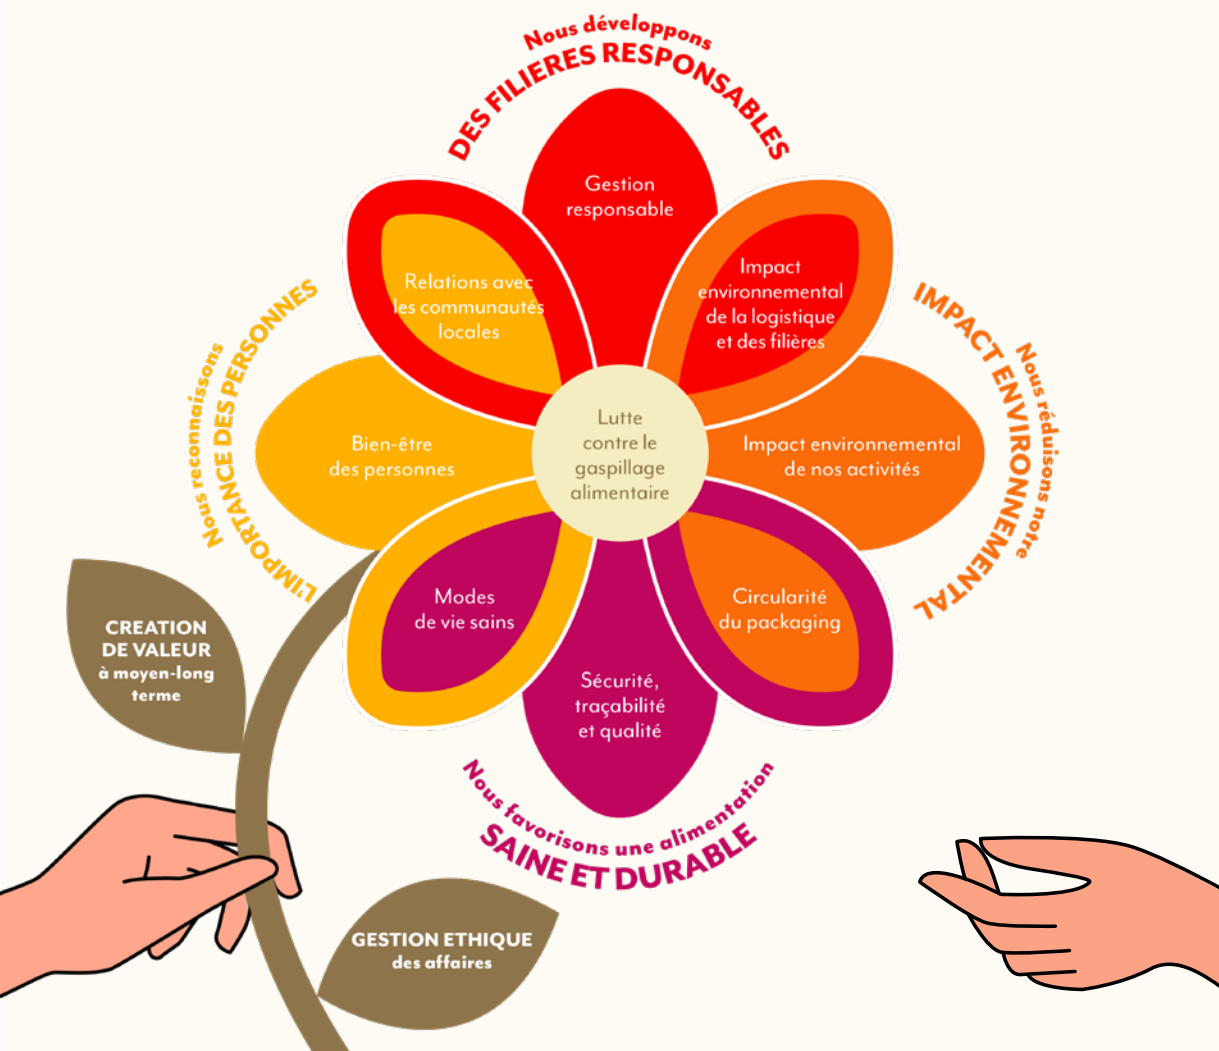 Nous développons
DES FILIERES RESPONSABLES
Gestion
responsable
Relations avec
les communautés
locales
Impact
environnemental
de la logistique
et des filières
Nous reconnaissons
L'IMPORTANCE DES PERSONNES
Bien-être
des personnes
Lutte
contre le
gaspillage
alimentaire
Impact environnemental
de nos activités
Nous réduisons notre
IMPACT ENVIRONNEMENTAL
Modes
de vie sains
Circularité
du packaging
Sécurité,
traçabilité
et qualité
Nous favorisons une alimentation
SAINE ET DURABLE
CREATION
DE VALEUR
à moyen-long
terme
GESTION ETHIQUE
des affaires